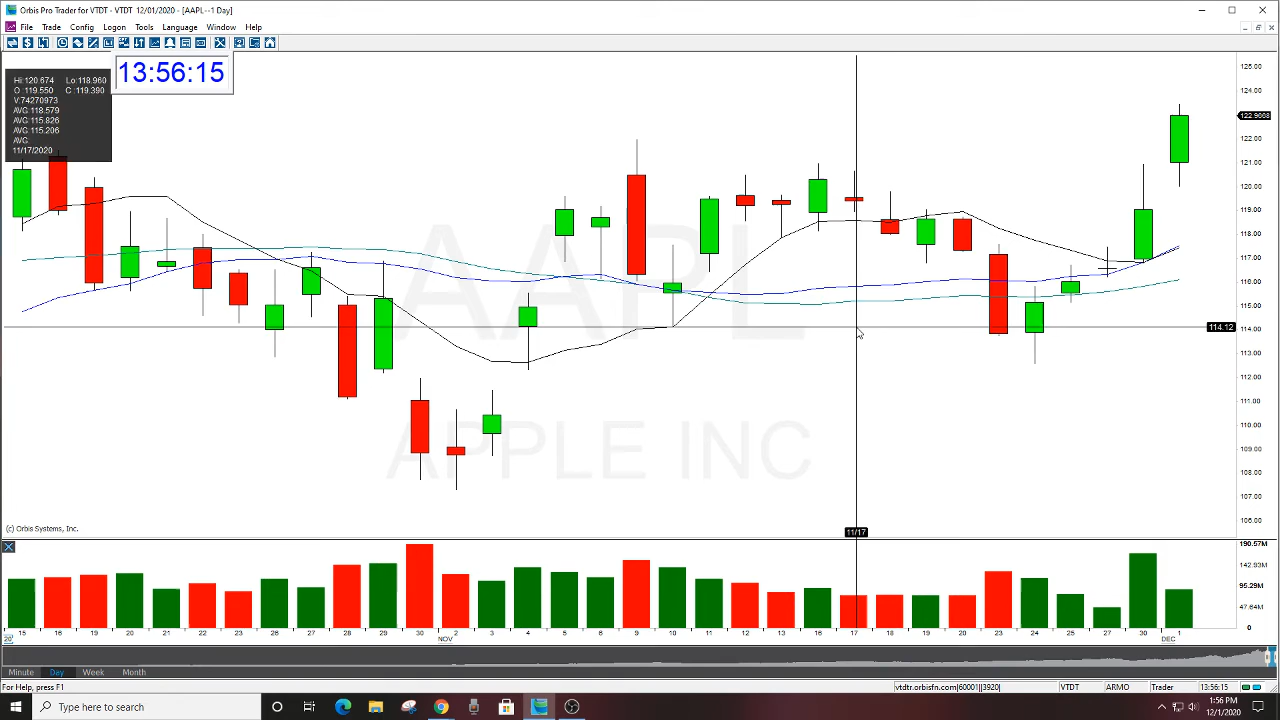 Orbis Pro Trader for VTDT - VTDT 12/01/2020 - [AAPL--1 Day]
File Trade Config Logon Tools Language Window Help
13:56:15
Hi:120.674 Lo:118.960
O :119.550 C :119.390
V:74270973
AVG:118.579
AVG:115.826
AVG:115.206
AVG:
11/17/2020
125.00
124.00
122.9668
122.00
121.00
120.00
119.00
118.00
117.00
116.00
115.00
114.12
114.00
113.00
112.00
111.00
110.00
109.00
108.00
107.00
106.00
105.00
AAPL
APPLE INC
(c) Orbis Systems, Inc.
11/17
190.57M
142.93M
95.29M
47.64M
0
15 16 19 20 21 22 23 26 27 28 29 30 2 3 4 5 6 9 10 11 12 13 16 17 18 19 20 23 24 25 27 30 1
20 NOV DEC
Minute Day Week Month
For Help, press F1
vtdtr.orbisfn.com|60001||3920| VTDT ARMO Trader 13:56:15
Type here to search
1:56 PM
12/1/2020